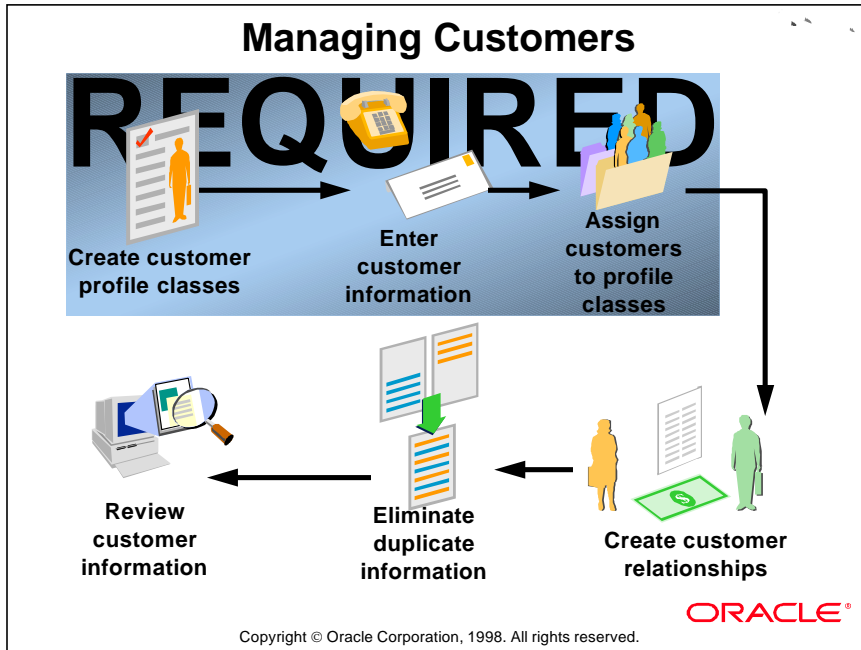 Managing Customers
REQUIRED
Create customer
profile classes
Enter
customer
information
Assign
customers
to profile
classes
Review
customer
information
Eliminate
duplicate
information
Create customer
relationships
ORACLE®
Copyright © Oracle Corporation, 1998. All rights reserved.